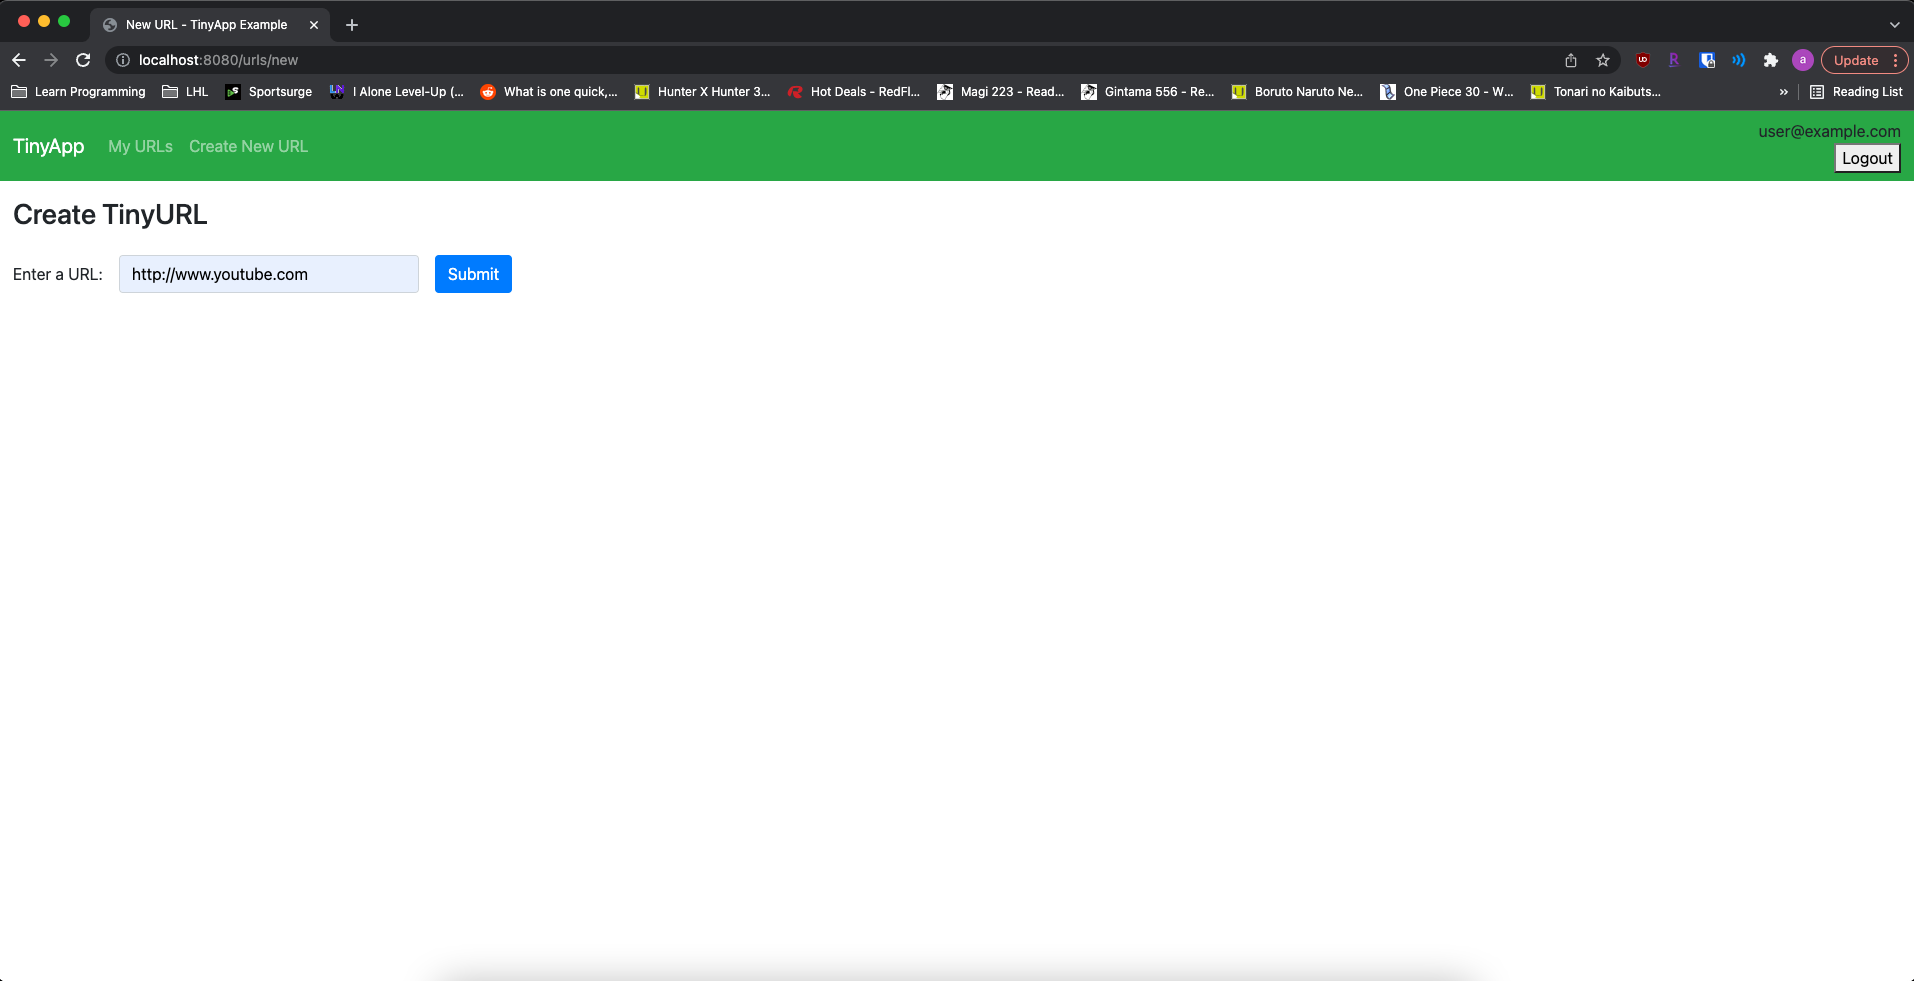 New URL - TinyApp Example
localhost:8080/urls/new
a
Update
Learn Programming LHL Sportsurge I Alone Level-Up (... What is one quick,... Hunter X Hunter 3... Hot Deals - RedFl... Magi 223 - Read... Gintama 556 - Re... Boruto Naruto Ne... One Piece 30 - W... Tonari no Kaibuts... » Reading List
TinyApp My URLs Create New URL
user@example.com
Logout
Create TinyURL
Enter a URL: http://www.youtube.com Submit